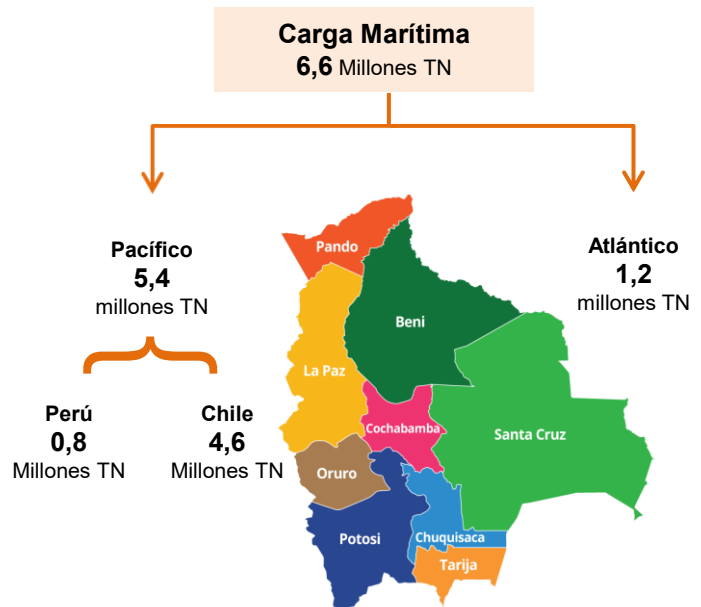 Carga Marítima
6,6 Millones TN
Pacífico
5,4
millones TN
Atlántico
1,2
millones TN
Perú
0,8
Millones TN
Chile
4,6
Millones TN
Pando
Beni
La Paz
Cochabamba
Santa Cruz
Oruro
Potosi
Chuquisaca
Tarija